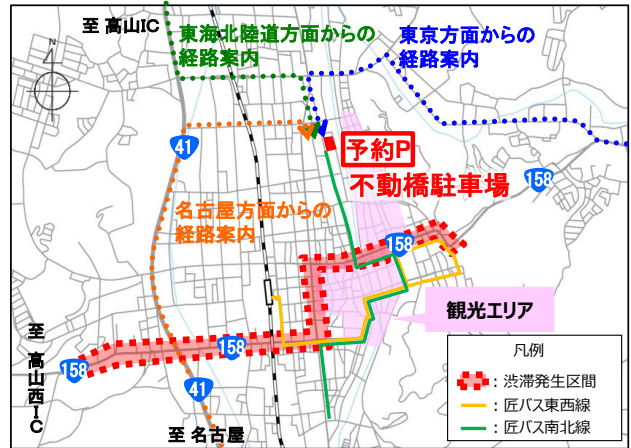 至 高山IC
東海北陸道方面からの
経路案内
東京方面からの
経路案内
41
予約P
不動橋駐車場
158
名古屋方面からの
経路案内
158
観光エリア
至 高山西IC
158
158
41
至 名古屋
凡例
：渋滞発生区間
：匠バス東西線
：匠バス南北線